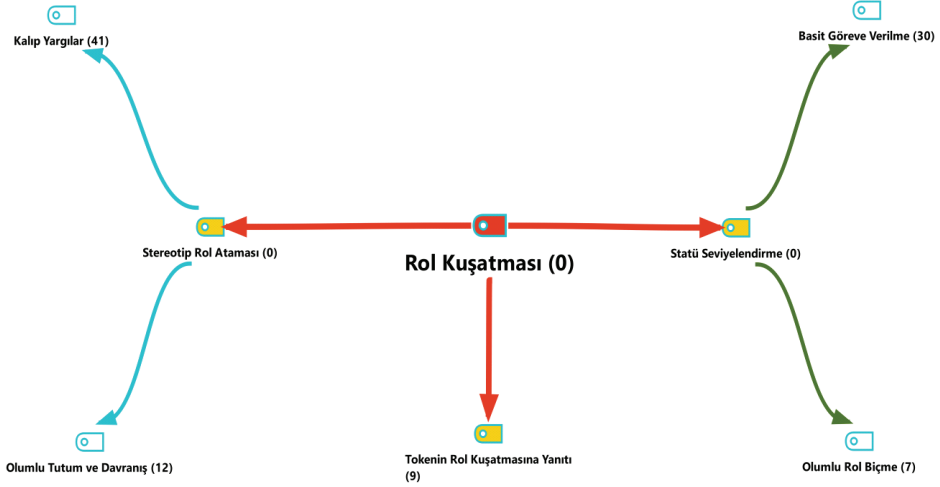 Kalıp Yargılar (41)
Basit Göreve Verilme (30)
Stereotip Rol Ataması (0)
Rol Kuşatması (0)
Statü Seviyelendirme (0)
Olumlu Tutum ve Davranış (12)
Tokenin Rol Kuşatmasına Yanıtı
(9)
Olumlu Rol Biçme (7)